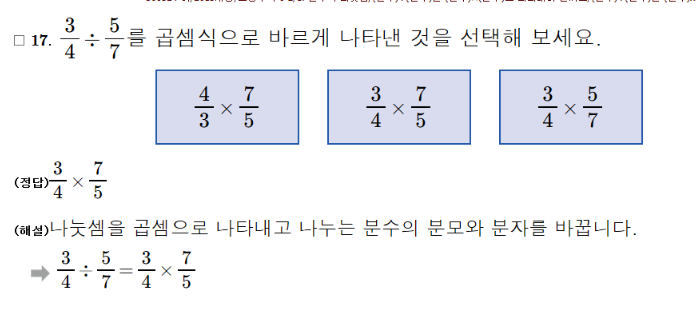 □ 17. 3/4 ÷ 5/7를 곱셈식으로 바르게 나타낸 것을 선택해 보세요.
4/3 × 7/5 3/4 × 7/5 3/4 × 5/7
(정답) 3/4 × 7/5
(해설)나눗셈을 곱셈으로 나타내고 나누는 분수의 분모와 분자를 바꿉니다.
➡ 3/4 ÷ 5/7 = 3/4 × 7/5